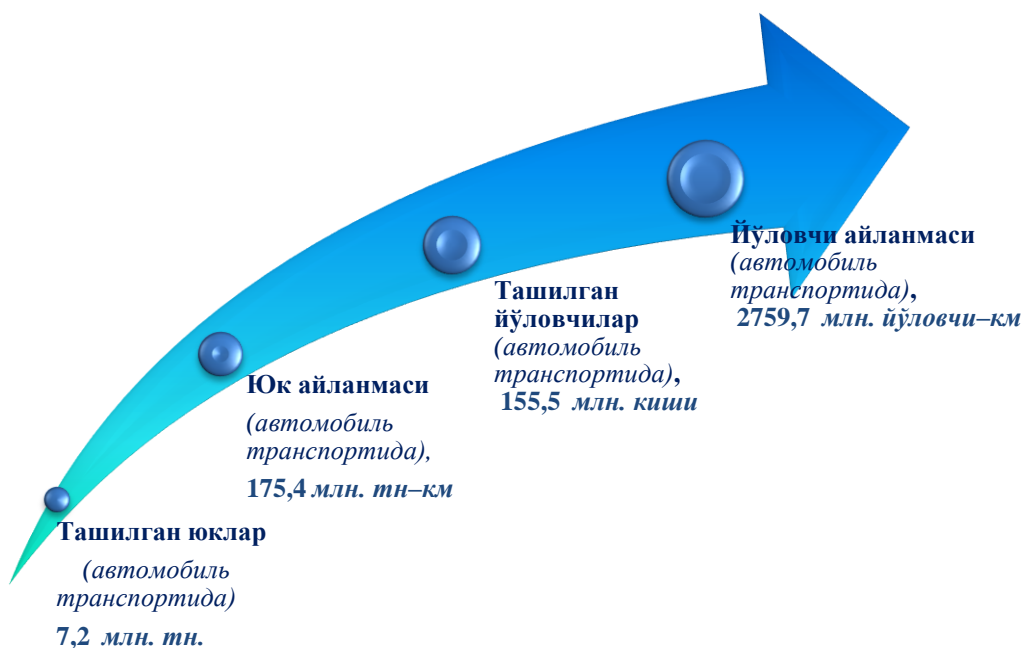 Йўловчи айланмаси
(автомобиль
транспортида),
2759,7 млн. йўловчи–км
Ташилган
йўловчилар
(автомобиль
транспортида),
155,5 млн. киши
Юк айланмаси
(автомобиль
транспортида),
175,4 млн. тн–км
Ташилган юклар
(автомобиль
транспортида)
7,2 млн. тн.